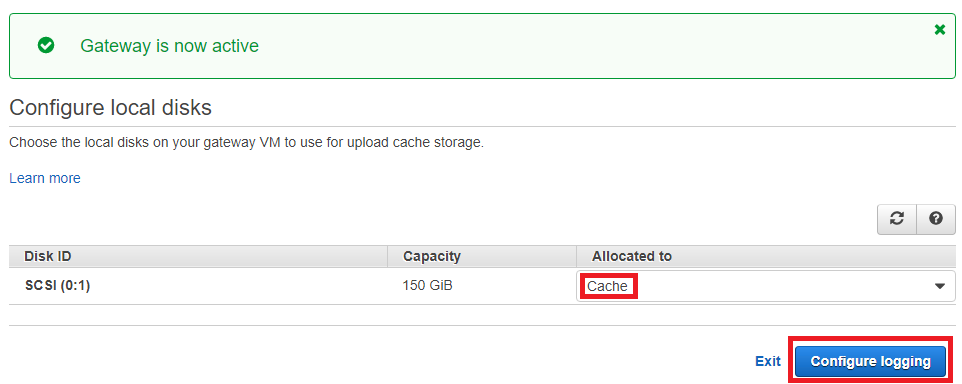 Gateway is now active
Configure local disks
Choose the local disks on your gateway VM to use for upload cache storage.
Learn more
Disk ID Capacity Allocated to
SCSI (0:1) 150 GiB Cache
Exit Configure logging